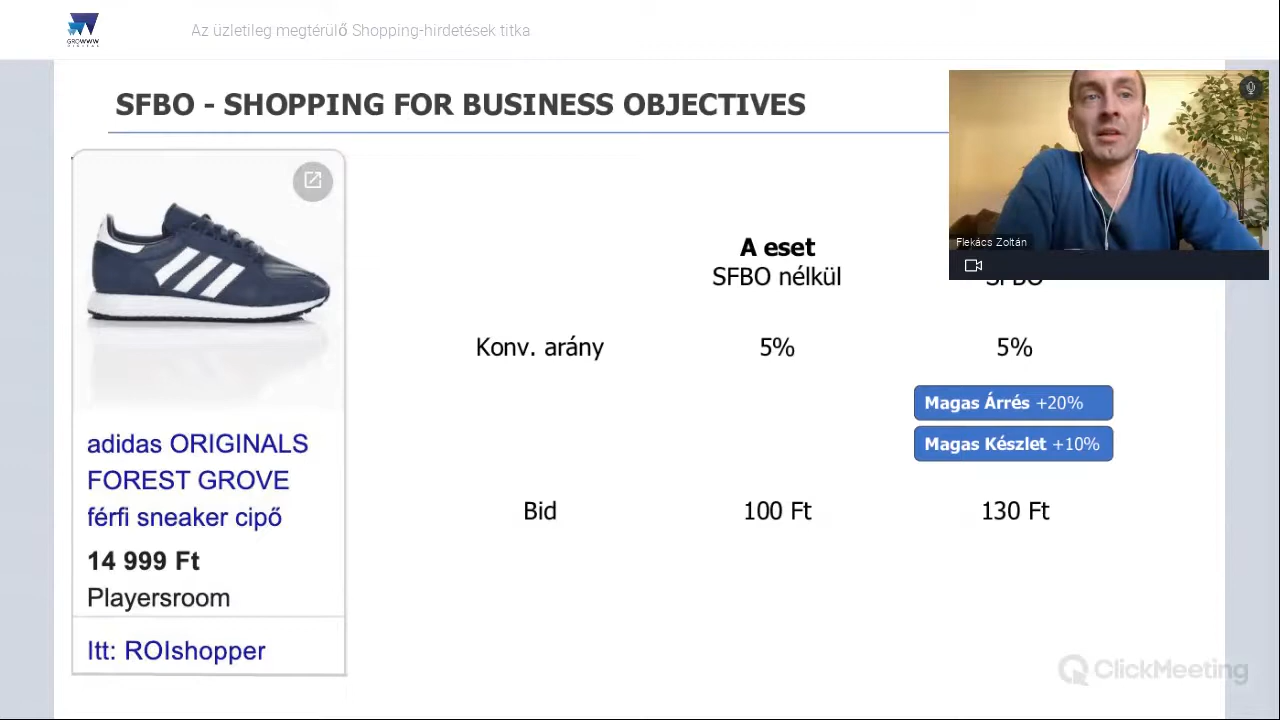 GROWWW
DIGITAL
Az üzletileg megtérülő Shopping-hirdetések titka
SFBO - SHOPPING FOR BUSINESS OBJECTIVES
Flekács Zoltán
A eset
SFBO nélkül
SFBO
Konv. arány 5% 5%
Magas Árrés +20%
Magas Készlet +10%
Bid 100 Ft 130 Ft
adidas ORIGINALS
FOREST GROVE
férfi sneaker cipő
14 999 Ft
Playersroom
Itt: ROIshopper
ClickMeeting